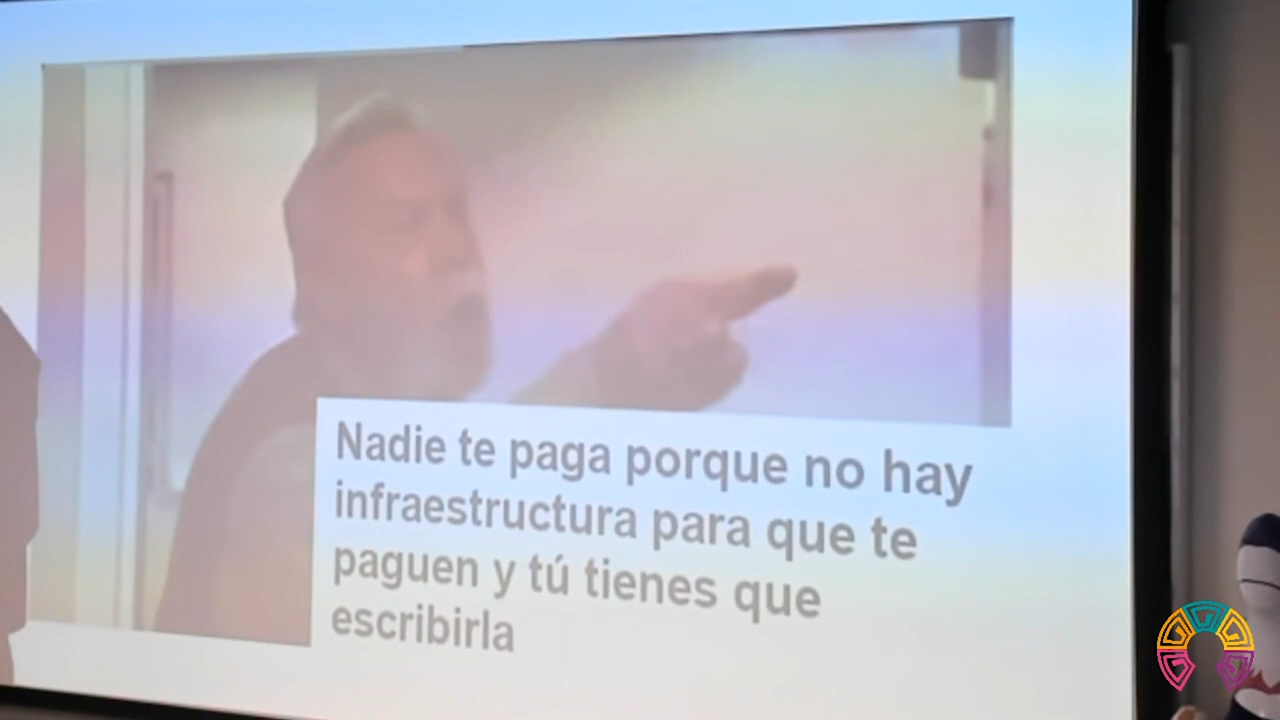 Nadie te paga porque no hay
infraestructura para que te
paguen y tú tienes que
escribirla